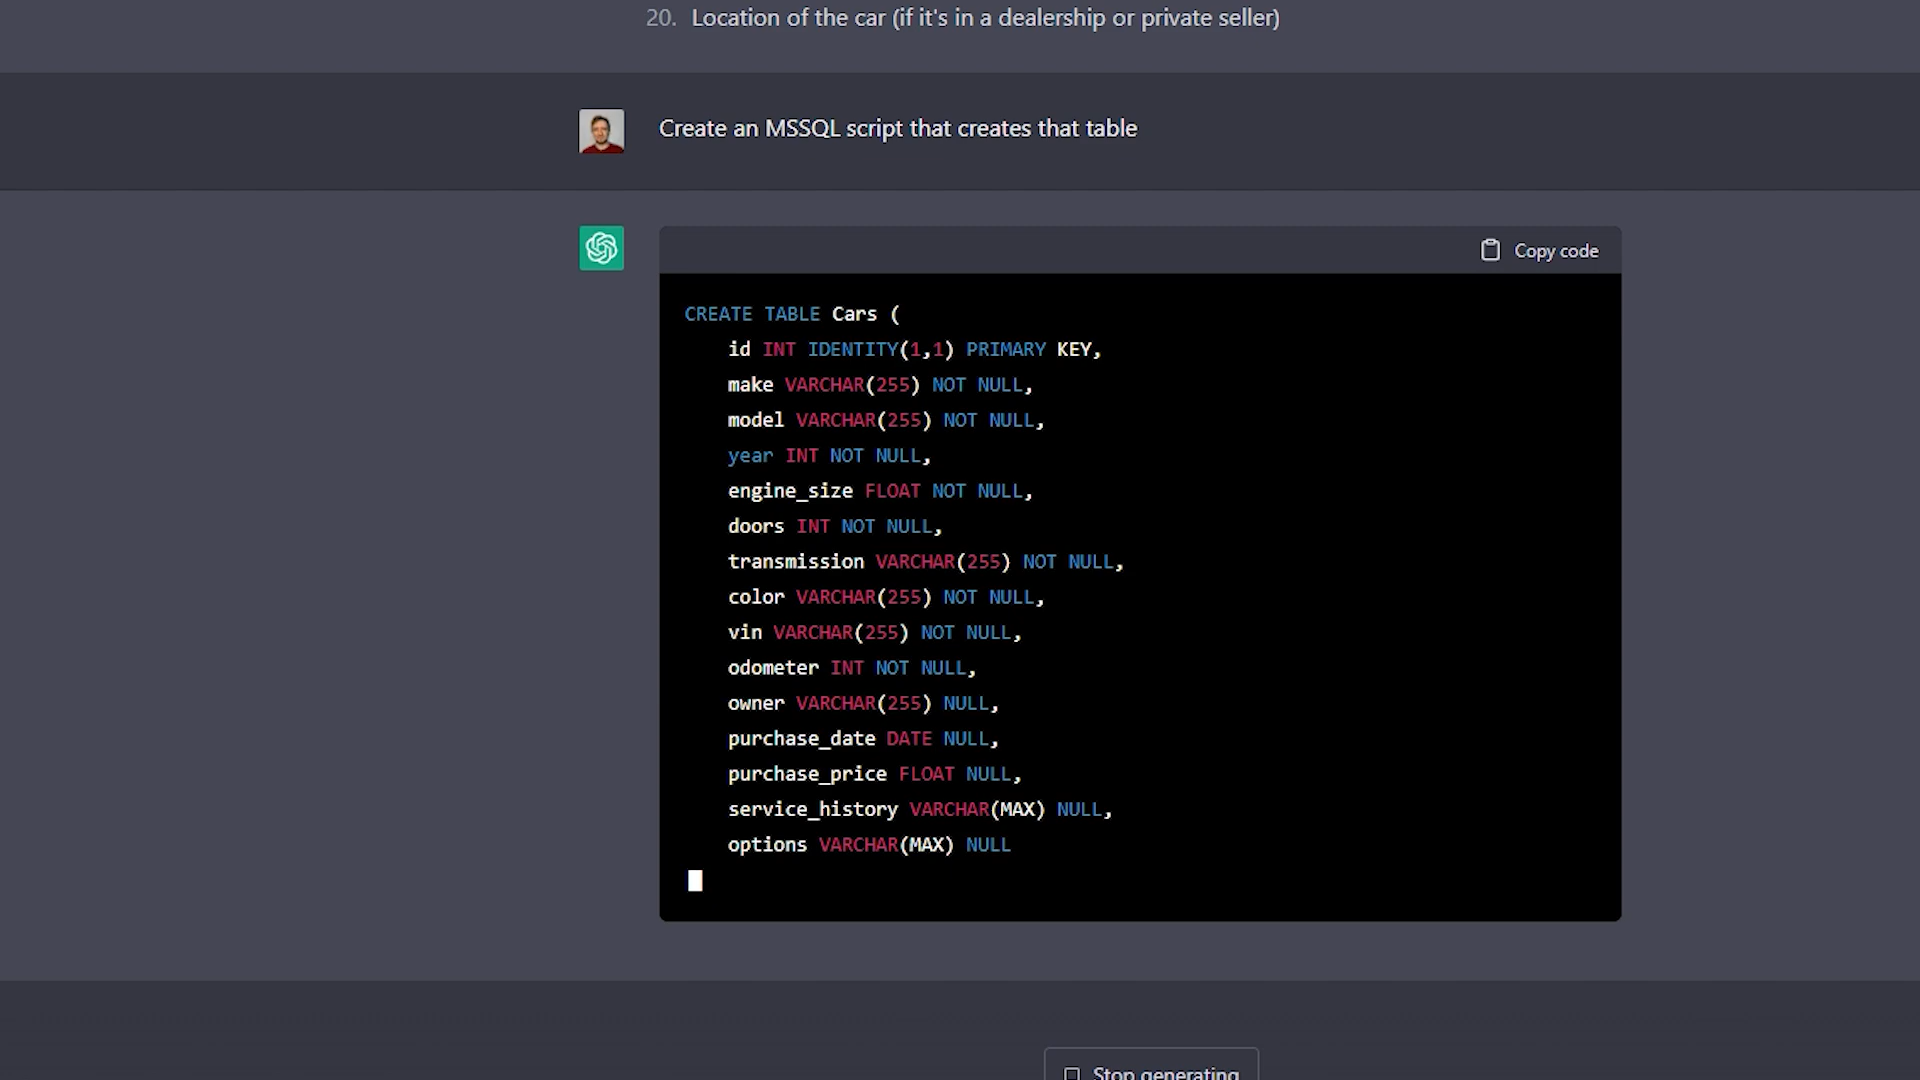 20. Location of the car (if it's in a dealership or private seller)
Create an MSSQL script that creates that table
Copy code
CREATE TABLE Cars (
id INT IDENTITY(1,1) PRIMARY KEY,
make VARCHAR(255) NOT NULL,
model VARCHAR(255) NOT NULL,
year INT NOT NULL,
engine_size FLOAT NOT NULL,
doors INT NOT NULL,
transmission VARCHAR(255) NOT NULL,
color VARCHAR(255) NOT NULL,
vin VARCHAR(255) NOT NULL,
odometer INT NOT NULL,
owner VARCHAR(255) NULL,
purchase_date DATE NULL,
purchase_price FLOAT NULL,
service_history VARCHAR(MAX) NULL,
options VARCHAR(MAX) NULL
Stop generating